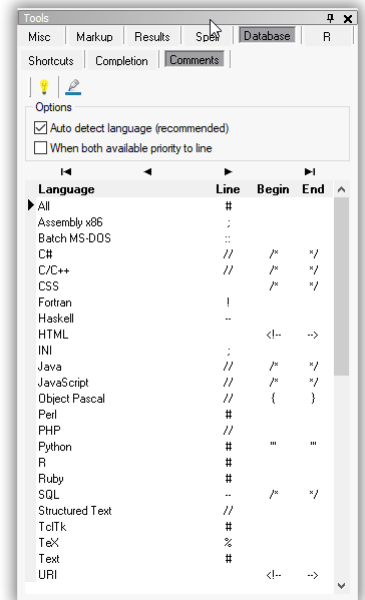 Tools
Misc Markup Results Spell Database R
Shortcuts Completion Comments
Options
Auto detect language (recommended)
When both available priority to line
Language Line Begin End
All #
Assembly x86 ;
Batch MS-DOS ::
C# // /* */
C/C++ // /* */
CSS /* */
Fortran !
Haskell --
HTML <!-- -->
INI ;
Java // /* */
JavaScript // /* */
Object Pascal // { }
Perl #
PHP //
Python # ''' '''
R #
Ruby #
SQL -- /* */
Structured Text //
TclTk #
TeX %
Text #
URI <!-- -->